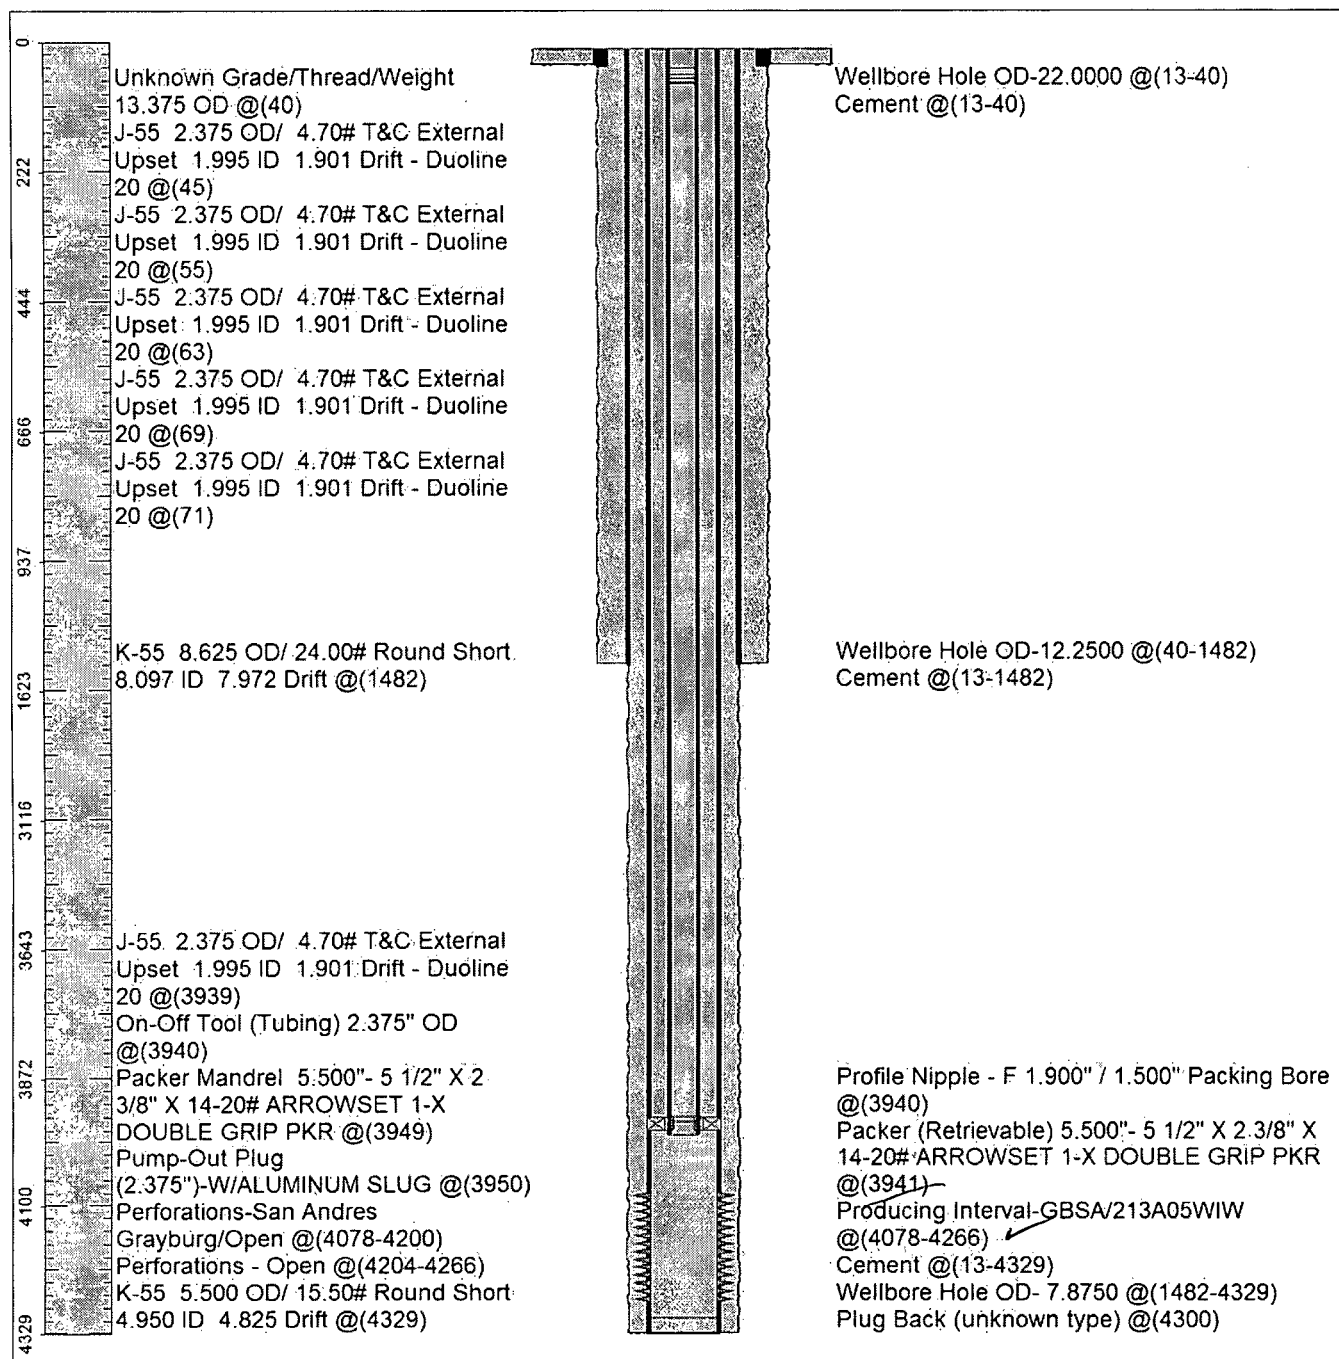 0
222
444
666
937
1623
3116
3643
3872
4100
4329
Unknown Grade/Thread/Weight
13.375 OD @(40)
J-55 2.375 OD/ 4.70# T&C External
Upset 1.995 ID 1.901 Drift - Duoline
20 @(45)
J-55 2.375 OD/ 4.70# T&C External
Upset 1.995 ID 1.901 Drift - Duoline
20 @(55)
J-55 2.375 OD/ 4.70# T&C External
Upset 1.995 ID 1.901 Drift - Duoline
20 @(63)
J-55 2.375 OD/ 4.70# T&C External
Upset 1.995 ID 1.901 Drift - Duoline
20 @(69)
J-55 2.375 OD/ 4.70# T&C External
Upset 1.995 ID 1.901 Drift - Duoline
20 @(71)
K-55 8.625 OD/ 24.00# Round Short
8.097 ID 7.972 Drift @(1482)
J-55 2.375 OD/ 4.70# T&C External
Upset 1.995 ID 1.901 Drift - Duoline
20 @(3939)
On-Off Tool (Tubing) 2.375" OD
@(3940)
Packer Mandrel 5.500"- 5 1/2" X 2
3/8" X 14-20# ARROWSET 1-X
DOUBLE GRIP PKR @(3949)
Pump-Out Plug
(2.375")-W/ALUMINUM SLUG @(3950)
Perforations-San Andres
Grayburg/Open @(4078-4200)
Perforations - Open @(4204-4266)
K-55 5.500 OD/ 15.50# Round Short
4.950 ID 4.825 Drift @(4329)
Wellbore Hole OD-22.0000 @(13-40)
Cement @(13-40)
Wellbore Hole OD-12.2500 @(40-1482)
Cement @(13-1482)
Profile Nipple - F 1.900" / 1.500" Packing Bore
@(3940)
Packer (Retrievable) 5.500"- 5 1/2" X 2 3/8" X
14-20# ARROWSET 1-X DOUBLE GRIP PKR
@(3941)
Producing Interval-GBSA/213A05WIW
@(4078-4266)
Cement @(13-4329)
Wellbore Hole OD- 7.8750 @(1482-4329)
Plug Back (unknown type) @(4300)